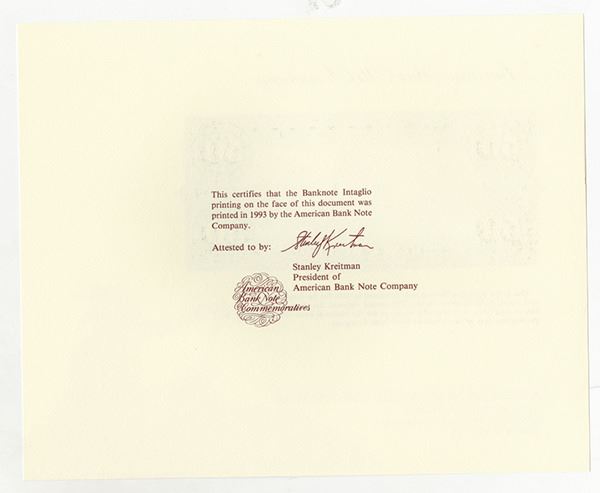 This certifies that the Banknote Intaglio
printing on the face of this document was
printed in 1993 by the American Bank Note
Company.
Attested to by: Stanley Kreitman
Stanley Kreitman
President of
American Bank Note Company
American
Bank Note
Commemoratives